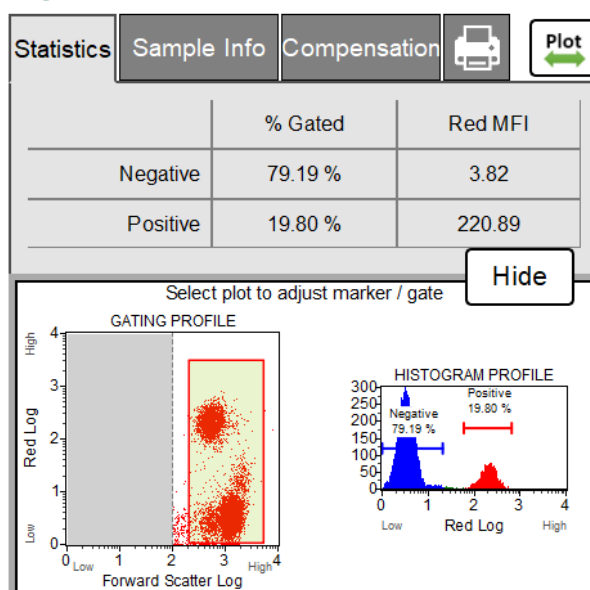 Statistics Sample Info Compensation Plot
% Gated Red MFI
Negative 79.19 % 3.82
Positive 19.80 % 220.89
Hide
Select plot to adjust marker / gate
GATING PROFILE
High
4
3
Red Log
2
1
Low
0
0 Low 1 2 3 High 4
Forward Scatter Log
HISTOGRAM PROFILE
300
250
200
150
100
50
0
Positive
19.80 %
Negative
79.19 %
0 1 2 3 4
Low Red Log High